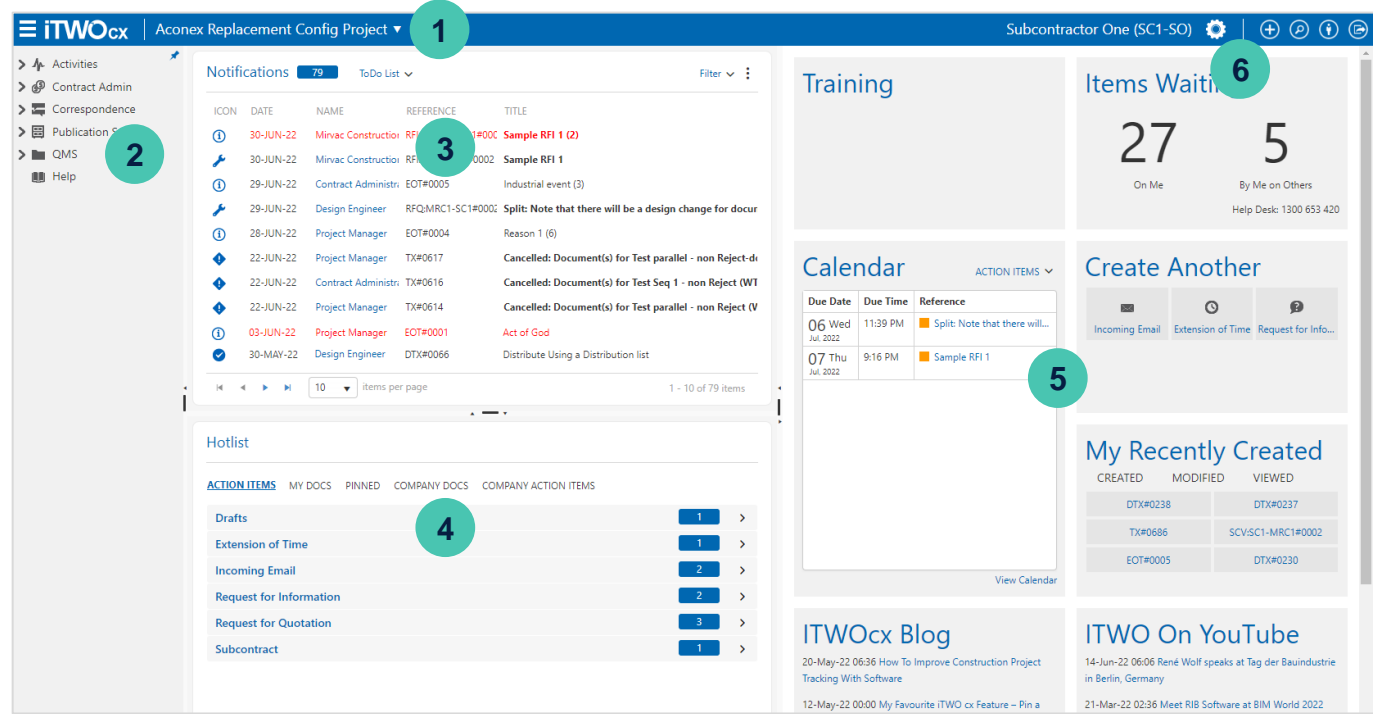 iTWOcx Aconex Replacement Config Project 1 Subcontractor One (SC1-SO)
Activities
Contract Admin
Correspondence
Publication S
QMS
Help
2
Notifications 79 ToDo List Filter
ICON DATE NAME REFERENCE TITLE
30-JUN-22 Mirvac Construction Sample RFI 1 (2)
30-JUN-22 Mirvac Construction 0002 Sample RFI 1
29-JUN-22 Contract Administr EOT#0005 Industrial event (3)
29-JUN-22 Design Engineer RFQ:MRC1-SC1#0002 Split: Note that there will be a design change for docur
28-JUN-22 Project Manager EOT#0004 Reason 1 (6)
22-JUN-22 Project Manager TX#0617 Cancelled: Document(s) for Test parallel - non Reject-d
22-JUN-22 Contract Administr TX#0616 Cancelled: Document(s) for Test Seq 1 - non Reject (WT
22-JUN-22 Project Manager TX#0614 Cancelled: Document(s) for Test parallel - non Reject (
03-JUN-22 Project Manager EOT#0001 Act of God
30-MAY-22 Design Engineer DTX#0066 Distribute Using a Distribution list
3
10 items per page 1 - 10 of 79 items
Hotlist
ACTION ITEMS MY DOCS PINNED COMPANY DOCS COMPANY ACTION ITEMS
Drafts 1
Extension of Time 1
Incoming Email 2
Request for Information 2
Request for Quotation 3
Subcontract 1
4
Training
Items Waiti
6
27 5
On Me By Me on Others
Help Desk: 1300 653 420
Calendar ACTION ITEMS
Due Date Due Time Reference
06 Wed 11:39 PM Split: Note that there will...
Jul, 2022
07 Thu 9:16 PM Sample RFI 1
Jul, 2022
5
View Calendar
Create Another
Incoming Email Extension of Time Request for Info...
My Recently Created
CREATED MODIFIED VIEWED
DTX#0238 DTX#0237
TX#0686 SCV:SC1-MRC1#0002
EOT#0005 DTX#0230
ITWOcx Blog
20-May-22 06:36 How To Improve Construction Project
Tracking With Software
12-May-22 00:00 My Favourite iTWO cx Feature – Pin a
ITWO On YouTube
14-Jun-22 06:06 René Wolf speaks at Tag der Bauindustrie
in Berlin, Germany
21-Mar-22 02:36 Meet RIB Software at BIM World 2022